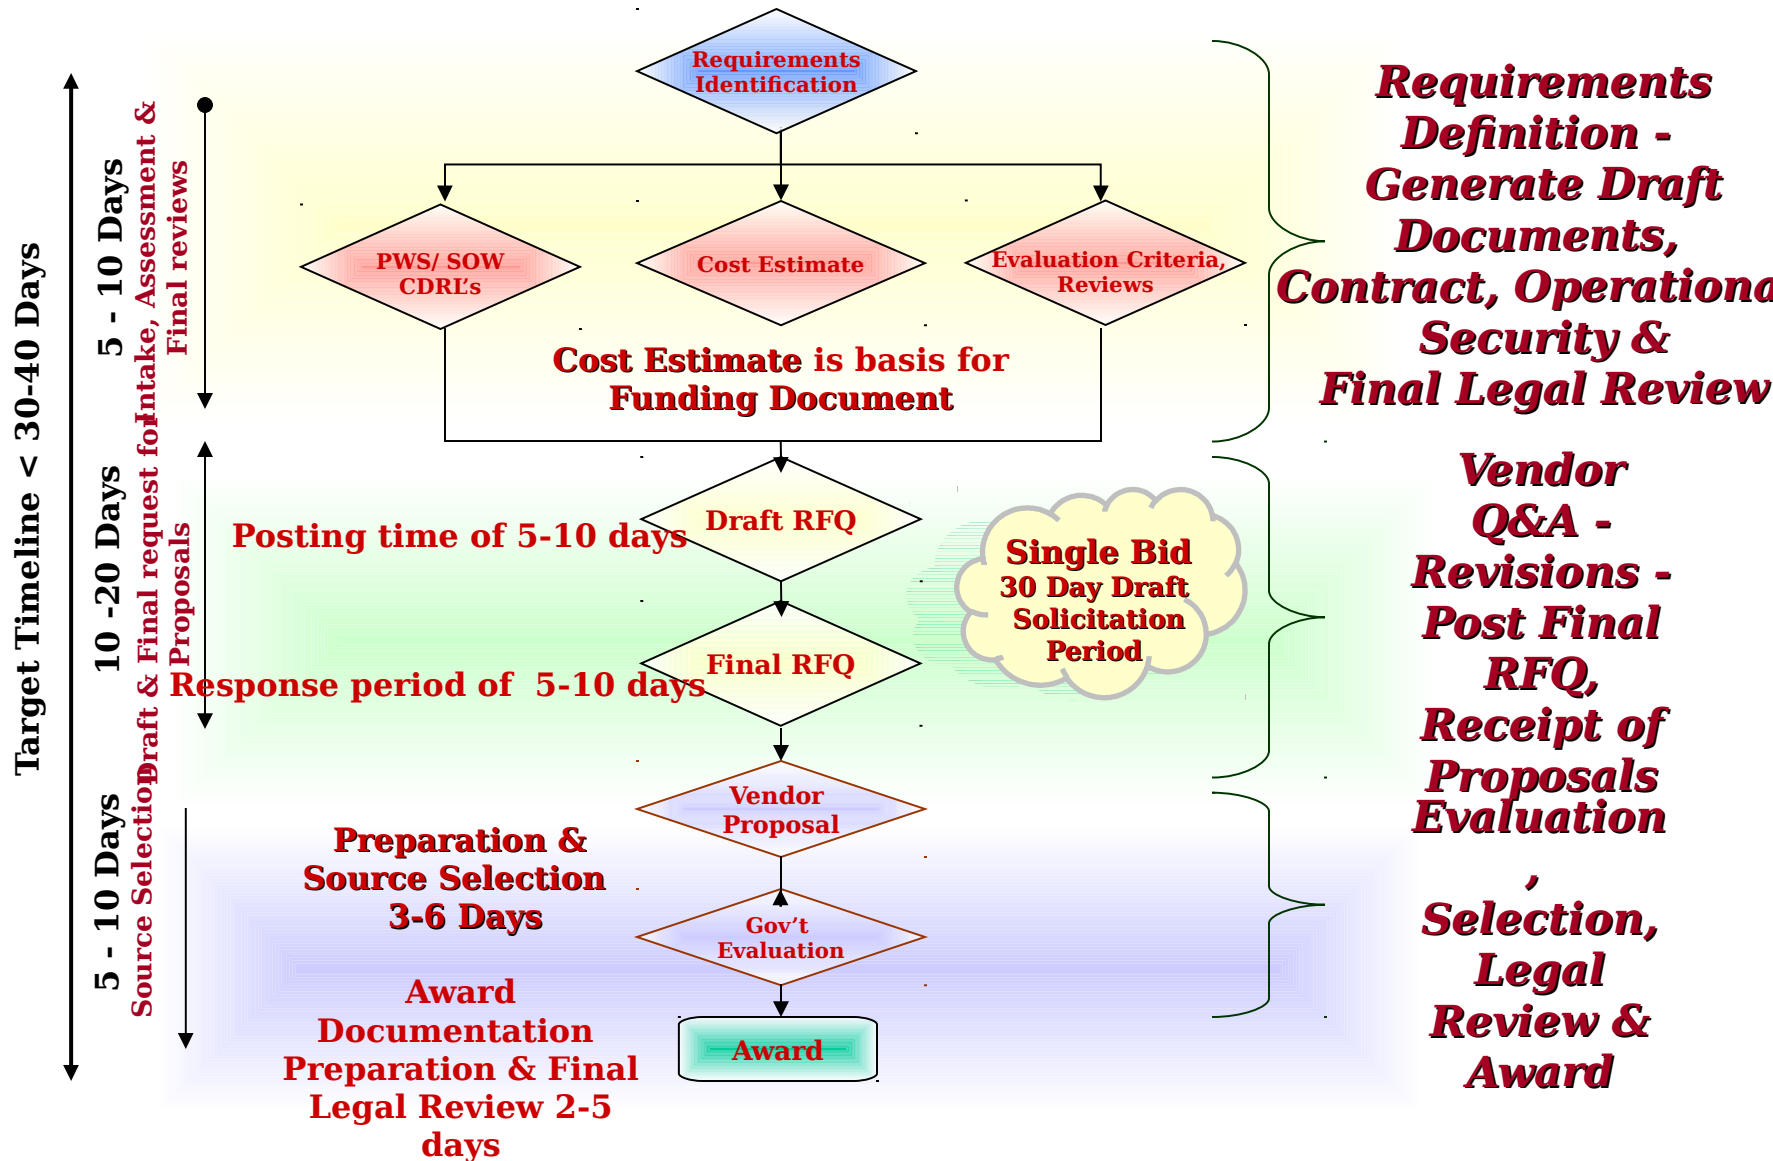 Requirements
Identification
PWS/ SOW
CDRL’s
Cost Estimate
Evaluation Criteria,
Reviews
Cost Estimate is basis for
Funding Document
Draft RFQ
Posting time of 5-10 days
Single Bid
30 Day Draft
Solicitation
Period
Final RFQ
Response period of  5-10 days
Vendor
Proposal
Preparation &
Source Selection
3-6 Days
Gov’t
Evaluation
Award
Documentation
Preparation & Final
Legal Review 2-5
days
Award
Target Timeline < 30-40 Days
5 - 10 Days
Intake, Assessment &
Final reviews
10 -20 Days
Draft & Final request for
Proposals
5 - 10 Days
Source Selection
Requirements
Definition -
Generate Draft
Documents,
Contract, Operationa
Security &
Final Legal Review
Vendor
Q&A -
Revisions -
Post Final
RFQ,
Receipt of
Proposals
Evaluation
,
Selection,
Legal
Review &
Award